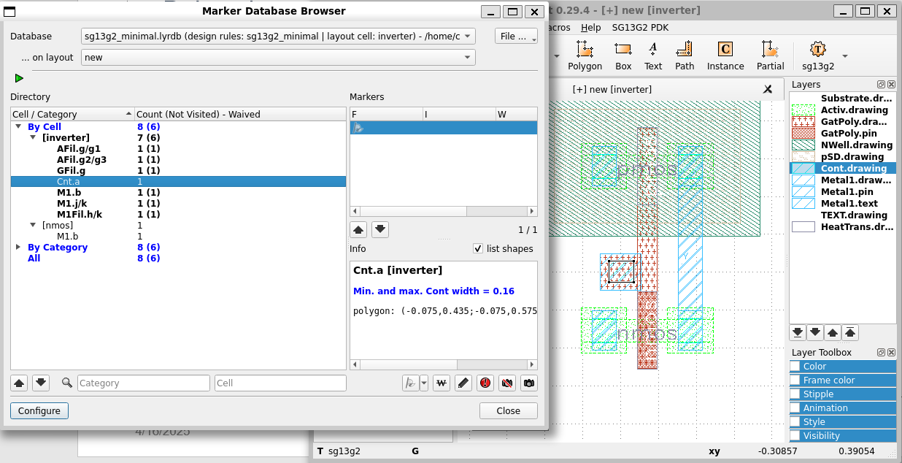 Marker Database Browser
Database
sg13g2_minimal.lyrdb (design rules: sg13g2_minimal | layout cell: inverter) - /home/c
File ...
... on layout
new
Directory
Cell / Category
Count (Not Visited) - Waived
By Cell
8 (6)
[inverter]
7 (6)
AFil.g/g1
1 (1)
AFil.g2/g3
1 (1)
GFil.g
1 (1)
Cnt.a
1
M1.b
1 (1)
M1.j/k
1 (1)
M1Fil.h/k
1 (1)
[nmos]
1
M1.b
1
By Category
8 (6)
All
8 (6)
Markers
F
I
W
1 / 1
Info
list shapes
Cnt.a [inverter]
Min. and max. Cont width = 0.16
polygon: (-0.075,0.435;-0.075,0.575
Category
Cell
Configure
Close
4/16/2025
t 0.29.4 - [+] new [inverter]
acros
Help
SG13G2 PDK
Polygon
Box
Text
Path
Instance
Partial
sg13g2
[+] new [inverter]
pmos
nmos
Layers
Substrate.dr...
Activ.drawing
GatPoly.dra...
GatPoly.pin
NWell.drawing
pSD.drawing
Cont.drawing
Metal1.draw...
Metal1.pin
Metal1.text
TEXT.drawing
HeatTrans.dr...
Layer Toolbox
Color
Frame color
Stipple
Animation
Style
Visibility
T
sg13g2
G
xy
-0.30857
0.39054